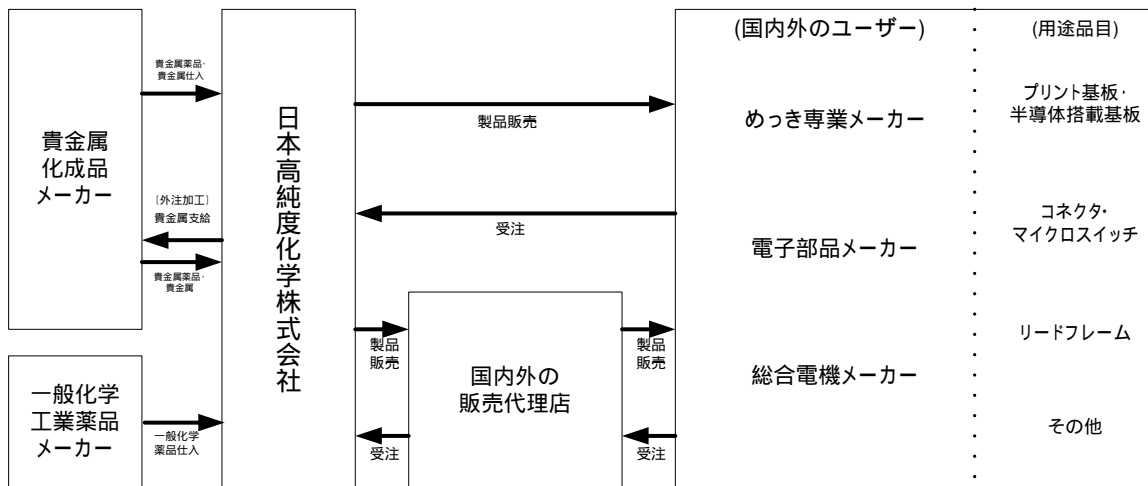 貴金属
化成品
メーカー
貴金属薬品・
貴金属仕入
[外注加工]
貴金属支給
貴金属薬品・
貴金属
一般化学
工業薬品
メーカー
一般化学
薬品仕入
日本高純度化学株式会社
製品販売
受注
製品
販売
受注
国内外の
販売代理店
製品
販売
受注
(国内外のユーザー)
めっき専業メーカー
電子部品メーカー
総合電機メーカー
(用途品目)
プリント基板・
半導体搭載基板
コネクタ・
マイクロスイッチ
リードフレーム
その他